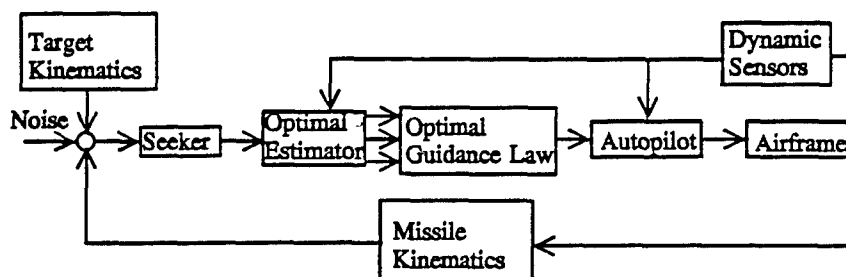 Target
Kinematics
Dynamic
Sensors
Noise
Seeker
Optimal
Estimator
Optimal
Guidance Law
Autopilot
Airframe
Missile
Kinematics